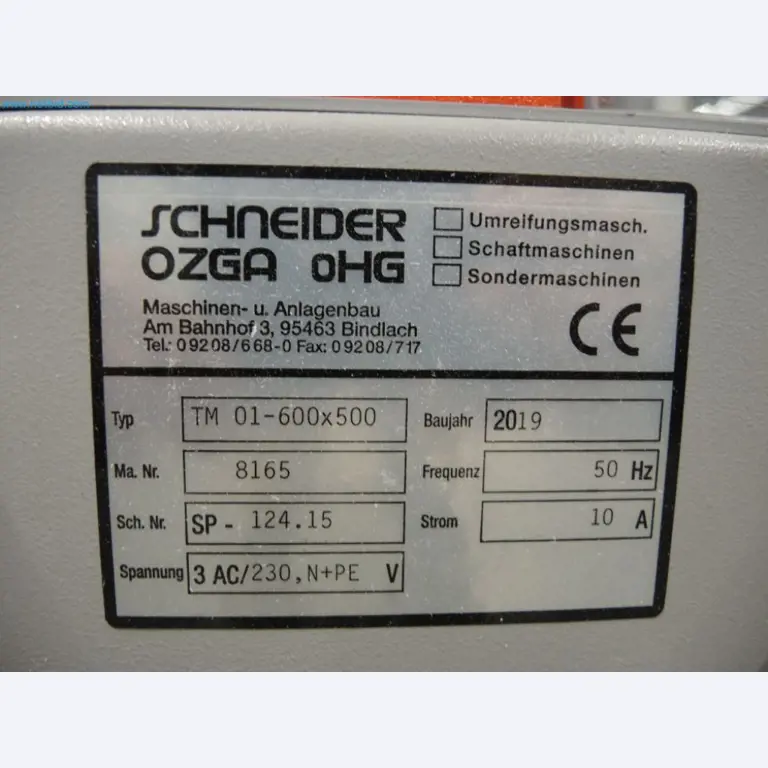 SCHNEIDER
OZGA OHG
Umreifungsmasch.
Schaftmaschinen
Sondermaschinen
Maschinen- u. Anlagenbau
Am Bahnhof 3, 95463 Bindlach
Tel.: 09208/668-0 Fax: 09208/717
CE
Typ TM 01-600x500 Baujahr 2019
Ma. Nr. 8165 Frequenz 50 Hz
Sch. Nr. SP - 124.15 Strom 10 A
Spannung 3 AC/230,N+PE V